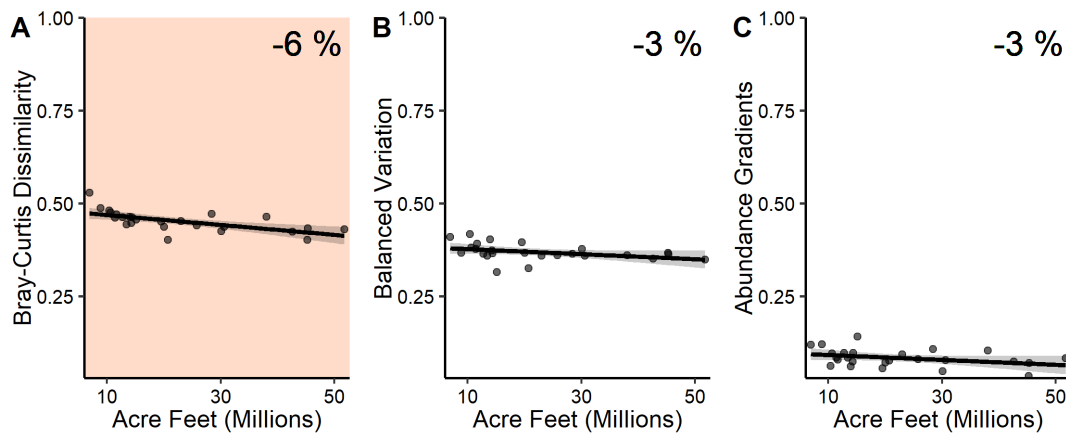 A
-6 %
Bray-Curtis Dissimilarity
1.00
0.75
0.50
0.25
10
30
50
Acre Feet (Millions)
B
-3 %
Balanced Variation
1.00
0.75
0.50
0.25
10
30
50
Acre Feet (Millions)
C
-3 %
Abundance Gradients
1.00
0.75
0.50
0.25
10
30
50
Acre Feet (Millions)